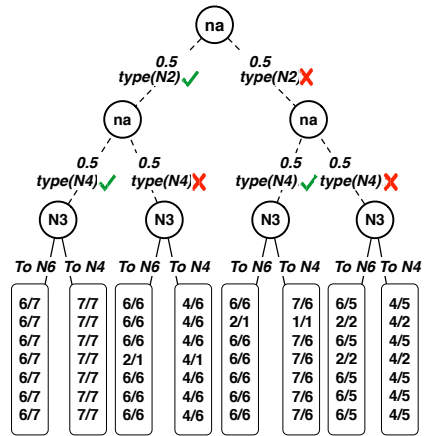 na
0.5 0.5
type(N2) type(N2)
na na
0.5 0.5 0.5 0.5
type(N4) type(N4) type(N4) type(N4)
N3 N3 N3 N3
To N6 To N4 To N6 To N4 To N6 To N4 To N6 To N4
6/7 7/7 6/6 4/6 6/6 7/6 6/5 4/5
6/7 7/7 6/6 4/6 2/1 1/1 2/2 4/2
6/7 7/7 6/6 4/6 6/6 7/6 6/5 4/5
6/7 7/7 2/1 4/1 6/6 7/6 2/2 4/2
6/7 7/7 6/6 4/6 6/6 7/6 6/5 4/5
6/7 7/7 6/6 4/6 6/6 7/6 6/5 4/5
6/7 7/7 6/6 4/6 6/6 7/6 6/5 4/5